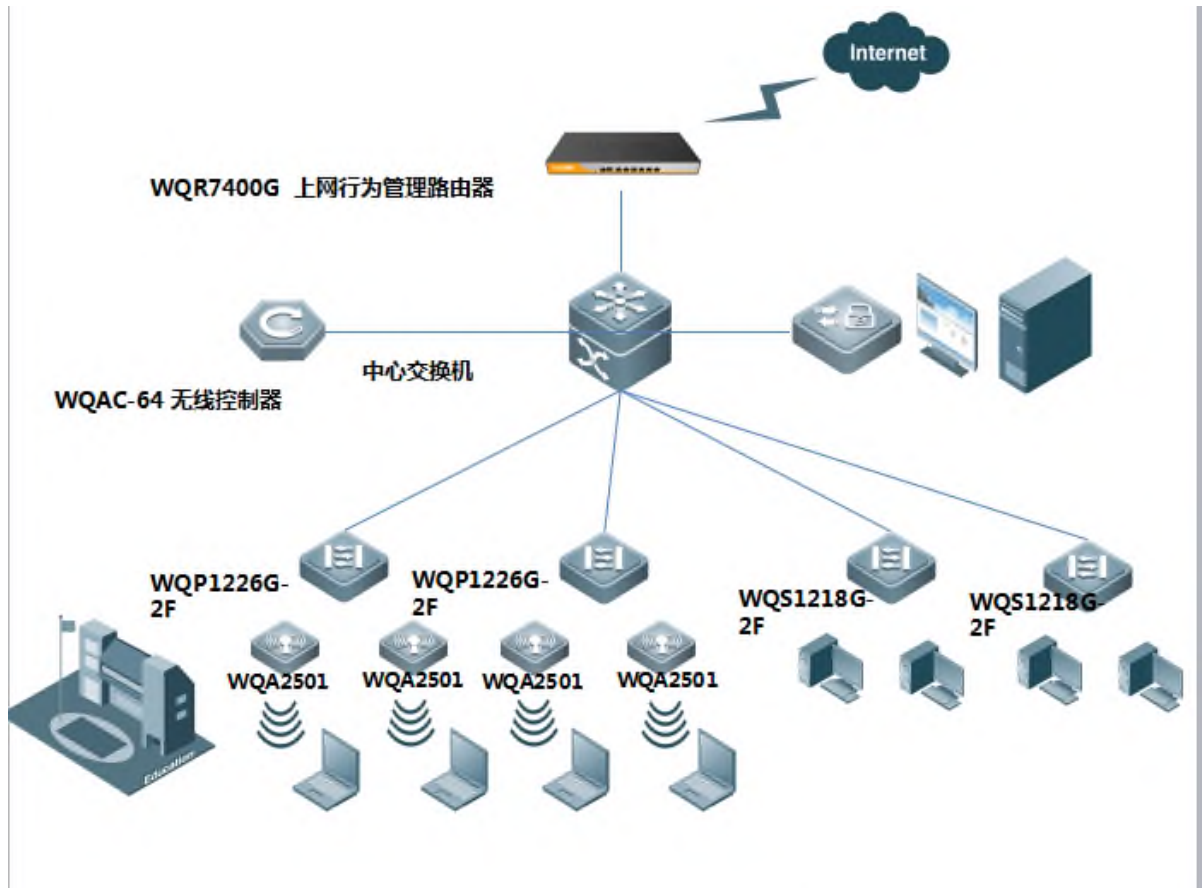 Internet
WQR7400G 上网行为管理路由器
中心交换机
WQAC-64 无线控制器
WQP1226G-
2F
WQP1226G-
2F
WQS1218G-
2F
WQS1218G-
2F
WQA2501
WQA2501
WQA2501
WQA2501
Education